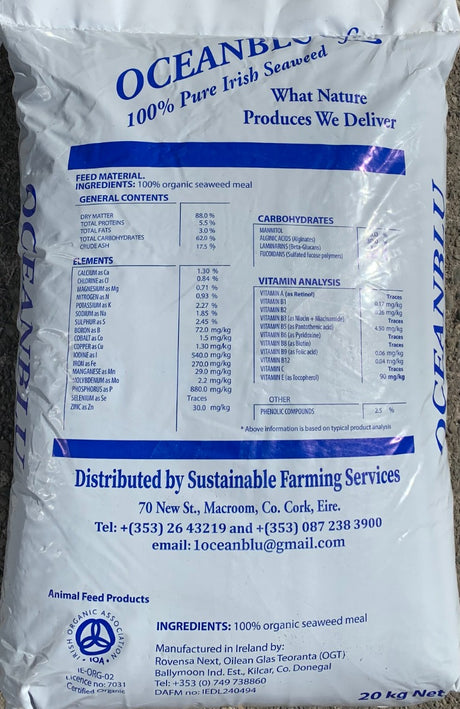 OCEANBLU
100% Pure Irish Seaweed
What Nature
Produces We Deliver
OCEANBLU
OCEANBLU
FEED MATERIAL.
INGREDIENTS: 100% organic seaweed meal
GENERAL CONTENTS
DRY MATTER 88.0 %
TOTAL PROTEINS 5.5 %
TOTAL FATS 3.0 %
TOTAL CARBOHYDRATES 62.0 %
CRUDE ASH 17.5 %
ELEMENTS
CALCIUM as Ca 1.30 %
CHLORINE as Cl 0.84 %
MAGNESIUM as Mg 0.71 %
NITROGEN as N 0.93 %
POTASSIUM as K 2.27 %
SODIUM as Na 1.85 %
SULPHUR as S 2.45 %
BORON as B 72.0 mg/kg
COBALT as Co 1.5 mg/kg
COPPER as Cu 1.30 mg/kg
IODINE as I 540.0 mg/kg
IRON as Fe 270.0 mg/kg
MANGANESE as Mn 29.0 mg/kg
MOLYBDENIUM as Mo 2.2 mg/kg
PHOSPHORUS as P 880.0 mg/kg
SELENIUM as Se Traces
ZINC as Zn 30.0 mg/kg
CARBOHYDRATES
MANNITOL
ALGINIC ACIDS (Alginates)
LAMINARINS (Beta-Glucans)
FUCOIDANS (Sulfated fucose polymers)
VITAMIN ANALYSIS
VITAMIN A (as Retinol) Traces
VITAMIN B1 0.17 mg/kg
VITAMIN B2 mg/kg
VITAMIN B3 (as Niacin + Niacinamide) Traces
VITAMIN B5 (as Pantothenic acid) 4.90 mg/kg
VITAMIN B6 (as Pyridoxine) Traces
VITAMIN B8 (as Biotin) Traces
VITAMIN B9 (as Folic acid) 0.06 mg/kg
VITAMIN B12 0.04 mg/kg
VITAMIN C Traces
VITAMIN E (as Tocopherol) 90 mg/kg
OTHER
PHENOLIC COMPOUNDS 2.5 %
* Above information is based on typical product analysis
Distributed by Sustainable Farming Services
70 New St., Macroom, Co. Cork, Eire.
Tel: +(353) 26 43219 and +(353) 087 238 3900
email: 1oceanblu@gmail.com
Animal Feed Products
IRISH ORGANIC ASSOCIATION
IOA
IE-ORG-02
Licence no: 7031
Certified Organic
INGREDIENTS: 100% organic seaweed meal
Manufactured in Ireland by:
Rovensa Next, Oilean Glas Teoranta (OGT)
Ballymoon Ind. Est., Kilcar, Co. Donegal
Tel: +353 (0) 749 738860
DAFM no: IEDL240494
20 kg Net